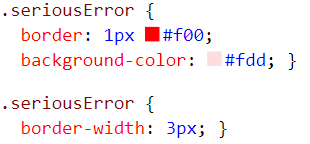 .seriousError {
border: 1px #f00;
background-color: #fdd; }
.seriousError {
border-width: 3px; }